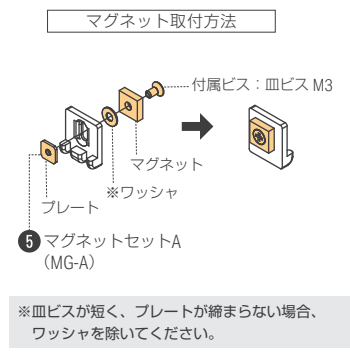 マグネット取付方法
付属ビス：皿ビス M3
マグネット
※ワッシャ
プレート
5 マグネットセットA
（MG-A）
※皿ビスが短く、プレートが締まらない場合、
ワッシャを除いてください。